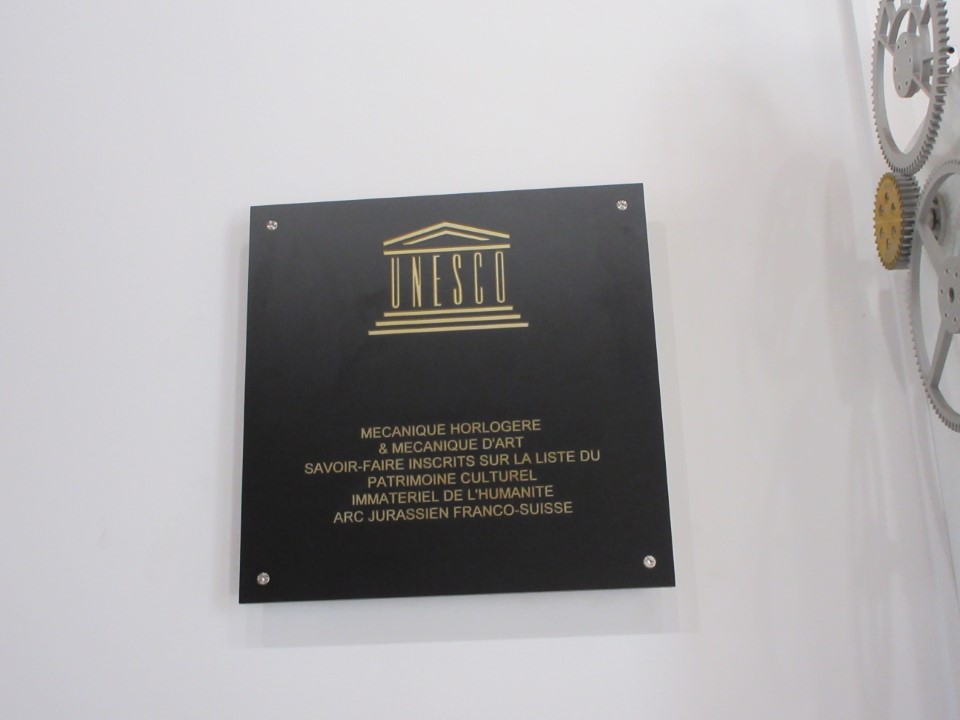 UNESCO
MECANIQUE HORLOGERE
& MECANIQUE D'ART
SAVOIR-FAIRE INSCRITS SUR LA LISTE DU
PATRIMOINE CULTUREL
IMMATERIEL DE L'HUMANITE
ARC JURASSIEN FRANCO-SUISSE